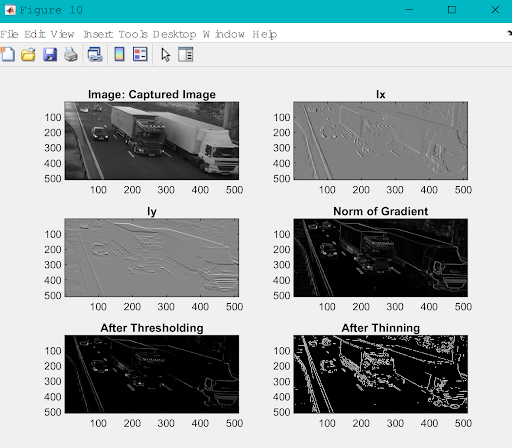 Figure 10
File Edit View Insert Tools Desktop Window Help
Image: Captured Image
Ix
100
200
300
400
500
100 200 300 400 500
100
200
300
400
500
100 200 300 400 500
Iy
Norm of Gradient
100
200
300
400
500
100 200 300 400 500
100
200
300
400
500
100 200 300 400 500
After Thresholding
After Thinning
100
200
300
400
500
100 200 300 400 500
100
200
300
400
500
100 200 300 400 500